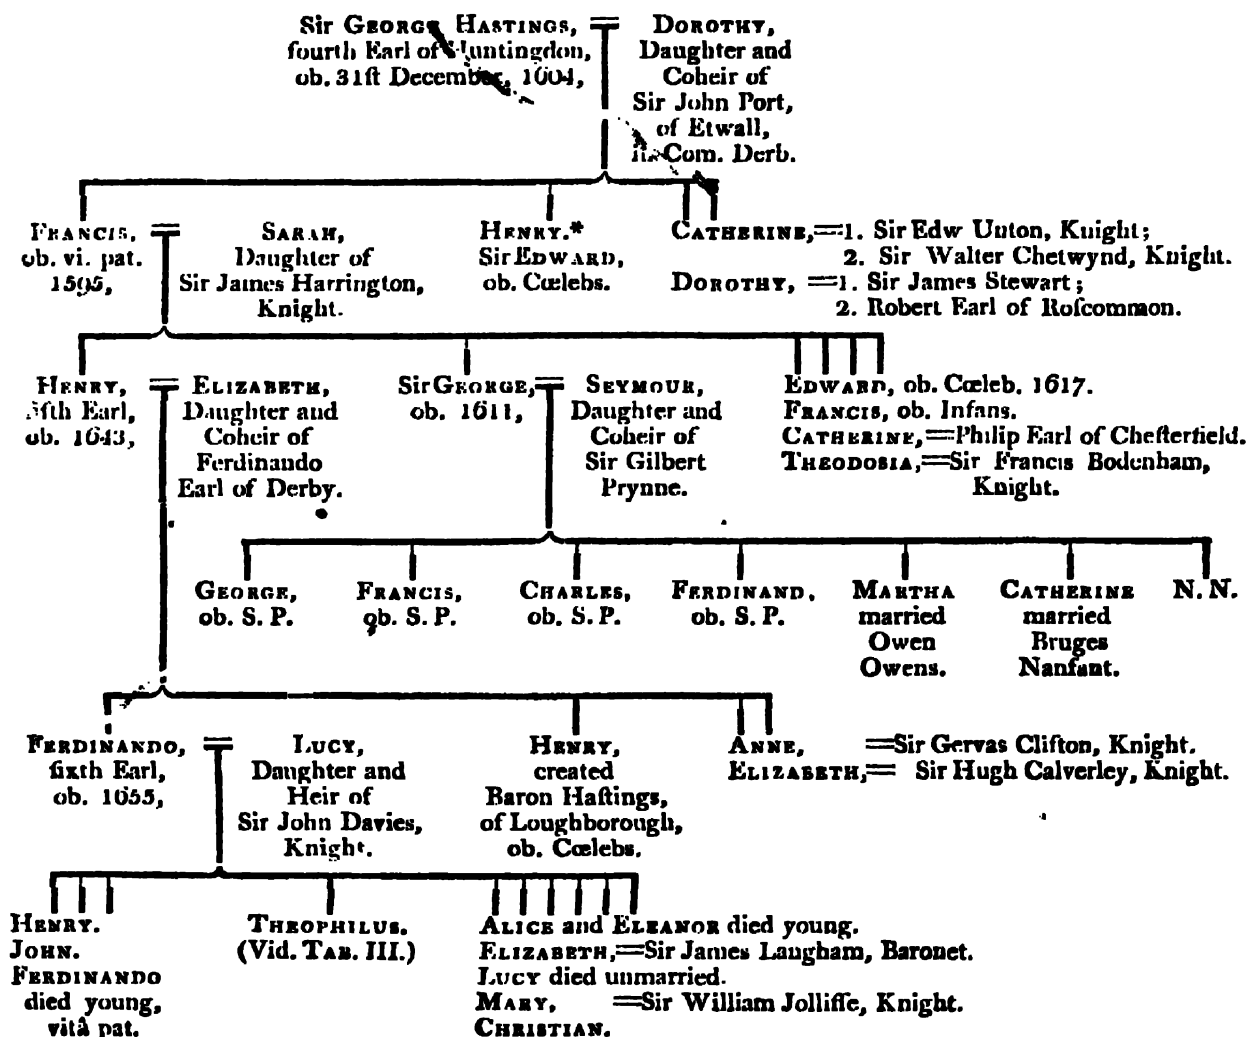 Sir GEORGE HASTINGS,
fourth Earl of Huntingdon,
ob. 31ſt December, 1604,
DOROTHY,
Daughter and
Coheir of
Sir John Port,
of Etwall,
Com. Derb.
FRANCIS,
ob. vi. pat.
1595,
SARAH,
Daughter of
Sir James Harrington,
Knight.
HENRY.*
Sir EDWARD,
ob. Cœlebs.
CATHERINE,=1. Sir Edw Unton, Knight;
2. Sir Walter Chetwynd, Knight.
DOROTHY, =1. Sir James Stewart;
2. Robert Earl of Roſcommon.
HENRY,
fifth Earl,
ob. 1643,
ELIZABETH,
Daughter and
Coheir of
Ferdinando
Earl of Derby.
Sir GEORGE,
ob. 1611,
SEYMOUR,
Daughter and
Coheir of
Sir Gilbert
Prynne.
EDWARD, ob. Cœleb. 1617.
FRANCIS, ob. Infans.
CATHERINE,=Philip Earl of Cheſterfield.
THEODOSIA,=Sir Francis Bodenham,
Knight.
GEORGE,
ob. S. P.
FRANCIS,
ob. S. P.
CHARLES,
ob. S. P.
FERDINAND,
ob. S. P.
MARTHA
married
Owen
Owens.
CATHERINE
married
Bruges
Nanfant.
N. N.
FERDINANDO,
ſixth Earl,
ob. 1655,
LUCY,
Daughter and
Heir of
Sir John Davies,
Knight.
HENRY,
created
Baron Haſtings,
of Loughborough,
ob. Cœlebs.
ANNE, =Sir Gervas Clifton, Knight.
ELIZABETH,= Sir Hugh Calverley, Knight.
HENRY.
JOHN.
FERDINANDO
died young,
vitâ pat.
THEOPHILUS.
(Vid. TAB. III.)
ALICE and ELEANOR died young.
ELIZABETH,=Sir James Laugham, Baronet.
LUCY died unmarried.
MARY, =Sir William Jolliffe, Knight.
CHRISTIAN.